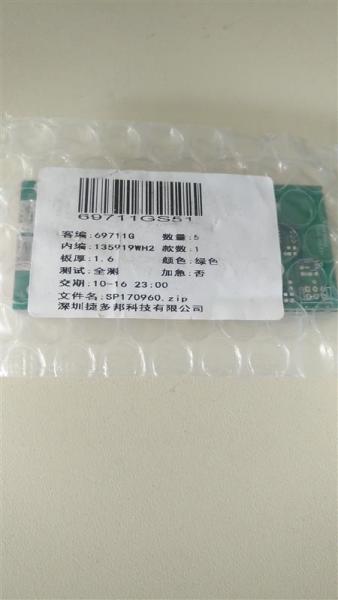 69711GS51
客编:69711G 数量:5
内编:135919WH2 款数:1
板厚:1.6 颜色:绿色
测试:全测 加急:否
交期:10-16 23:00
文件名:SP170960.zip
深圳捷多邦科技有限公司